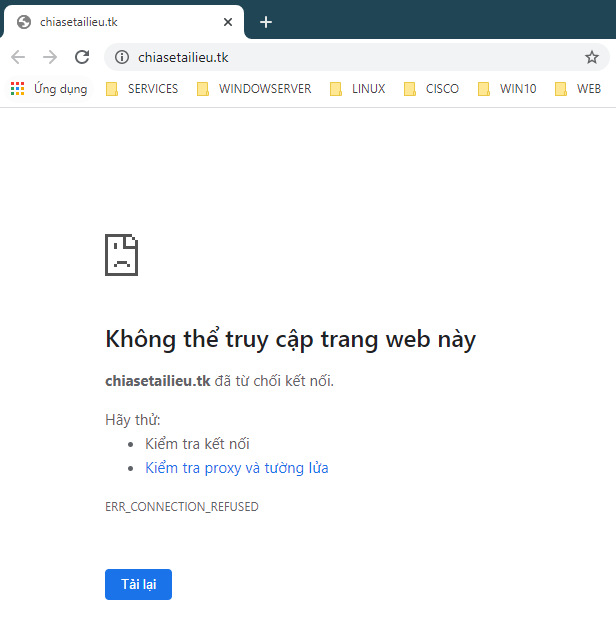 chiasetailieu.tk
chiasetailieu.tk
Ứng dụng SERVICES WINDOWSERVER LINUX CISCO WIN10 WEB
Không thể truy cập trang web này
chiasetailieu.tk đã từ chối kết nối.
Hãy thử:
• Kiểm tra kết nối
• Kiểm tra proxy và tường lửa
ERR_CONNECTION_REFUSED
Tải lại